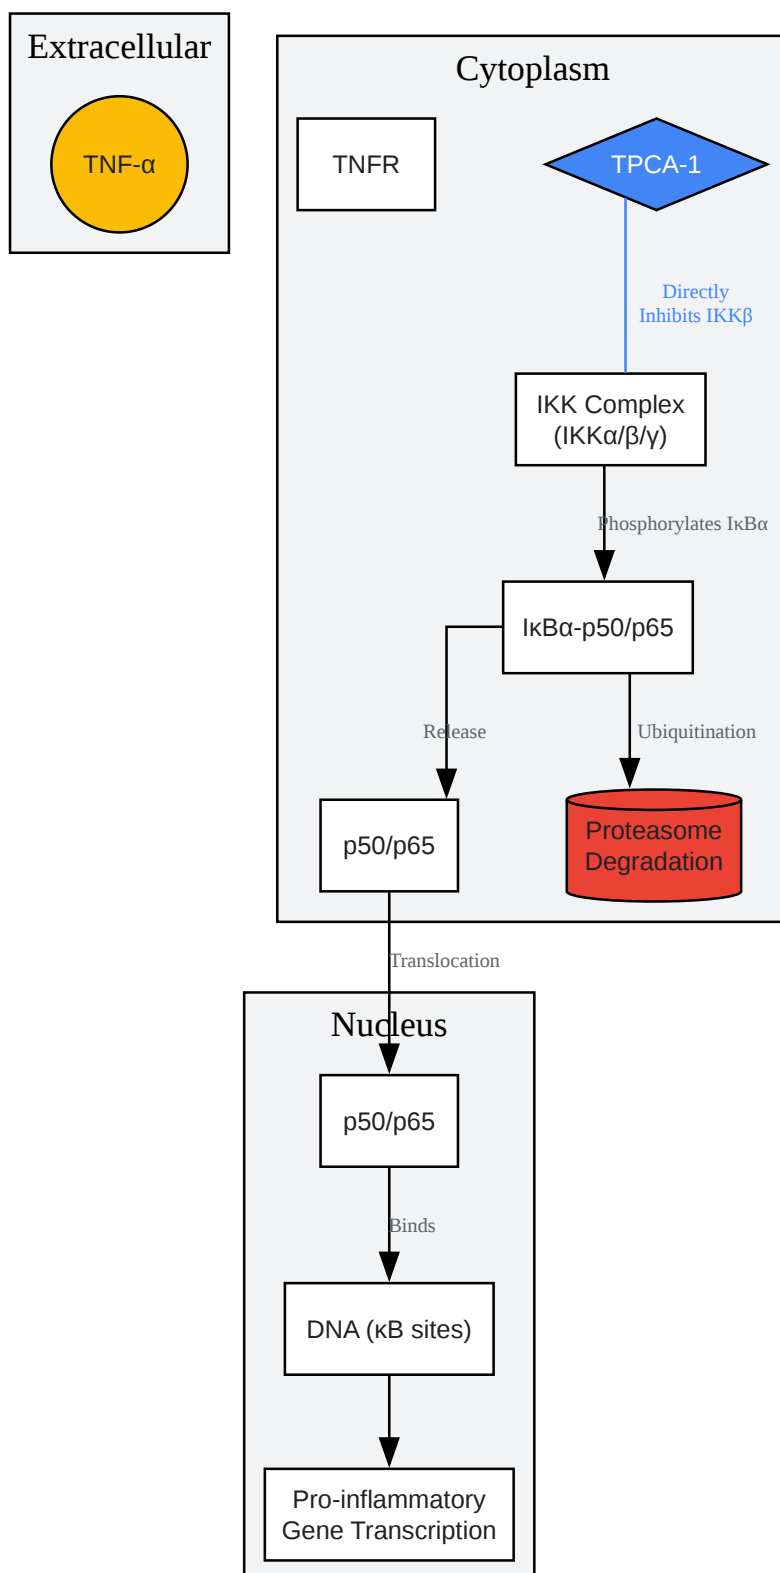 Extracellular
TNF-α
Cytoplasm
TNFR
TPCA-1
Directly
Inhibits IKKβ
IKK Complex
(IKKα/β/γ)
Phosphorylates IκBα
IκBα-p50/p65
Release
Ubiquitination
p50/p65
Proteasome
Degradation
Translocation
Nucleus
p50/p65
Binds
DNA (κB sites)
Pro-inflammatory
Gene Transcription